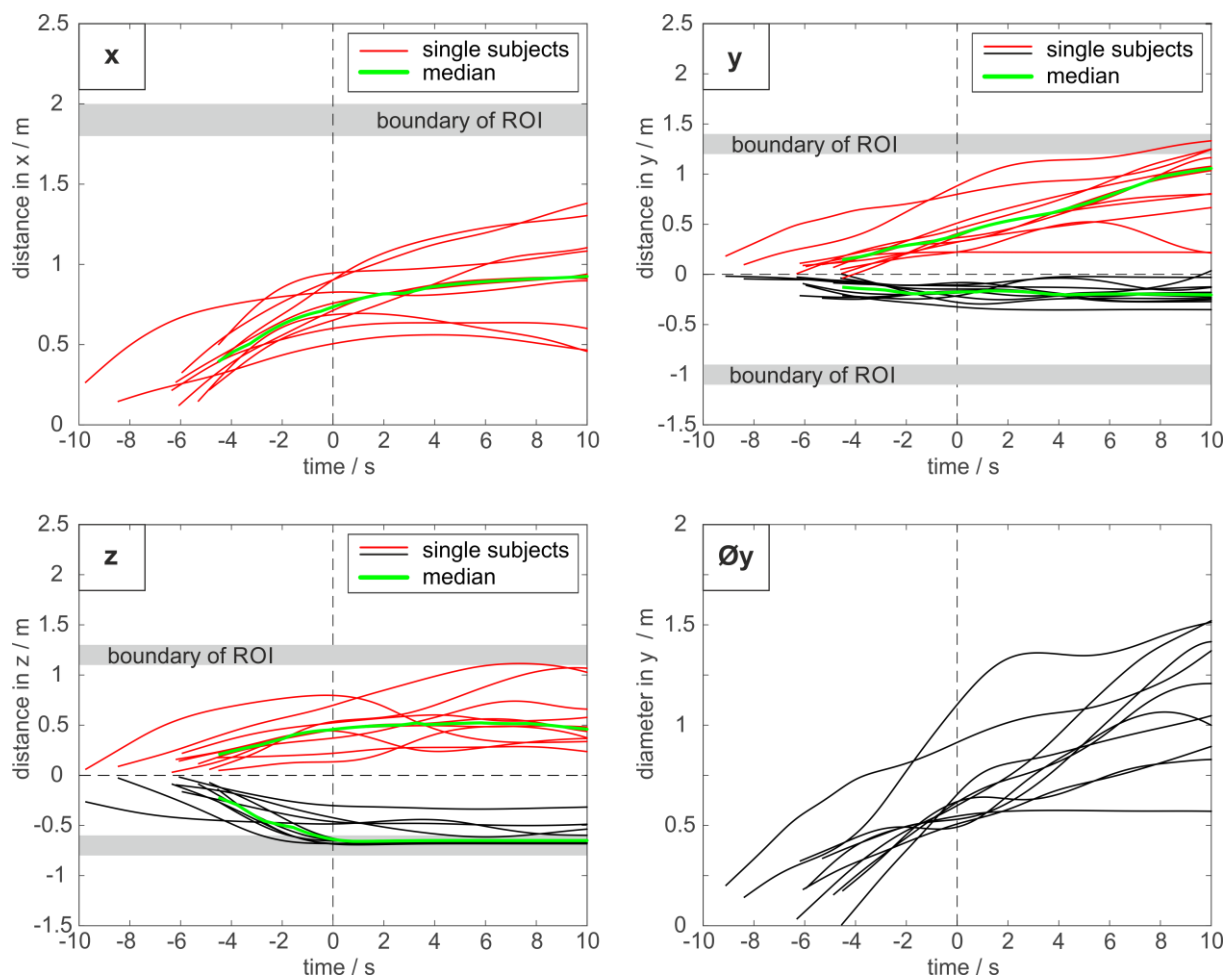 x
single subjects
median
boundary of ROI
distance in x / m
2.5
2
1.5
1
0.5
0
-10 -8 -6 -4 -2 0 2 4 6 8 10
time / s
y
single subjects
median
boundary of ROI
boundary of ROI
distance in y / m
2.5
2
1.5
1
0.5
0
-0.5
-1
-1.5
-10 -8 -6 -4 -2 0 2 4 6 8 10
time / s
z
single subjects
median
boundary of ROI
distance in z / m
2.5
2
1.5
1
0.5
0
-0.5
-1
-1.5
-10 -8 -6 -4 -2 0 2 4 6 8 10
time / s
Øy
diameter in y / m
2
1.5
1
0.5
0
-10 -8 -6 -4 -2 0 2 4 6 8 10
time / s